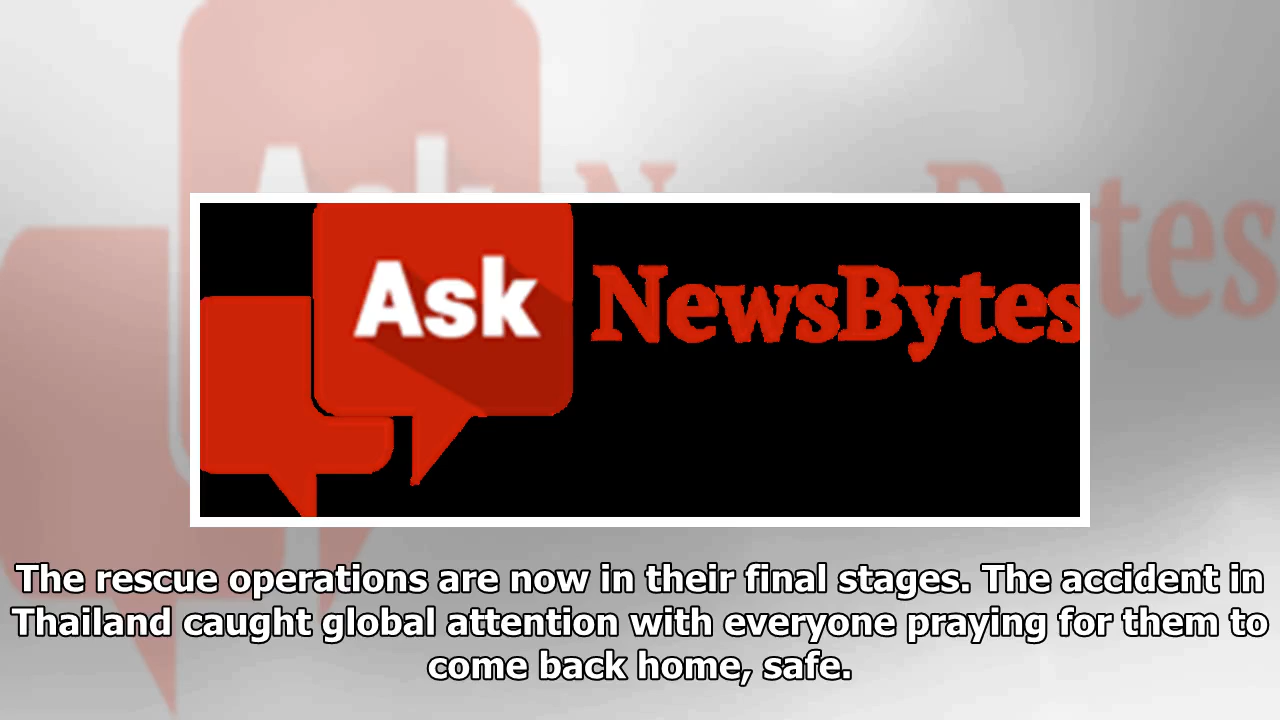 Ask NewsBytes
The rescue operations are now in their final stages. The accident in
Thailand caught global attention with everyone praying for them to
come back home, safe.